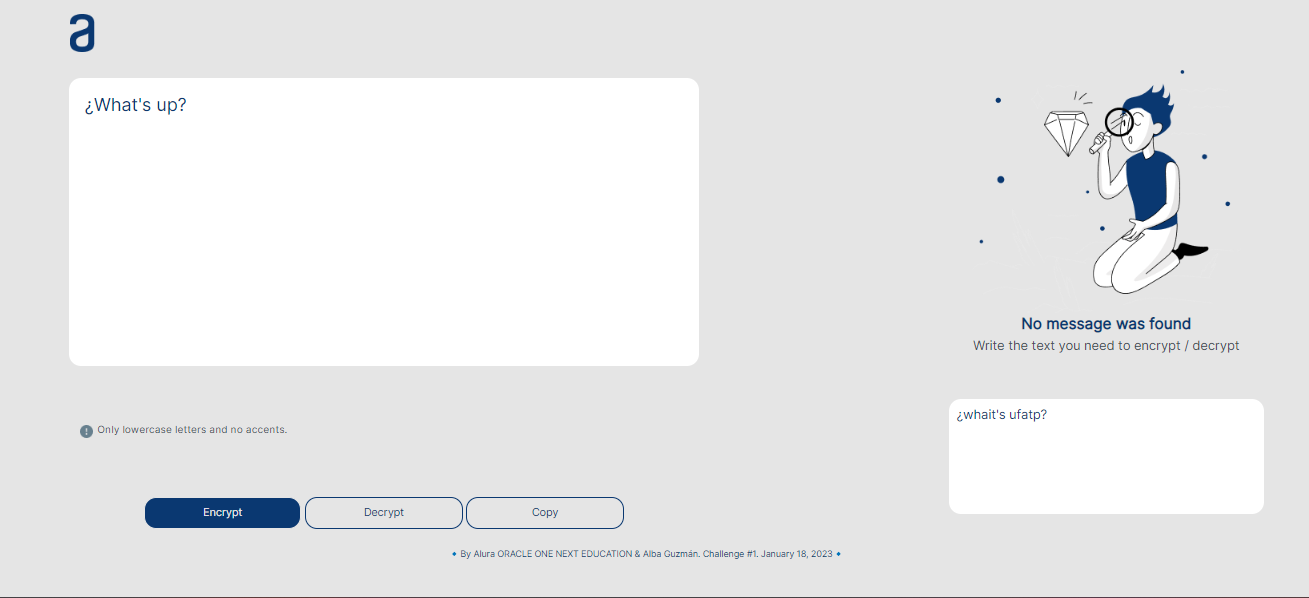 a
¿What's up?
No message was found
Write the text you need to encrypt / decrypt
¿whait's ufatp?
! Only lowercase letters and no accents.
Encrypt
Decrypt
Copy
🔹 By Alura ORACLE ONE NEXT EDUCATION & Alba Guzmán. Challenge #1. January 18, 2023 🔹